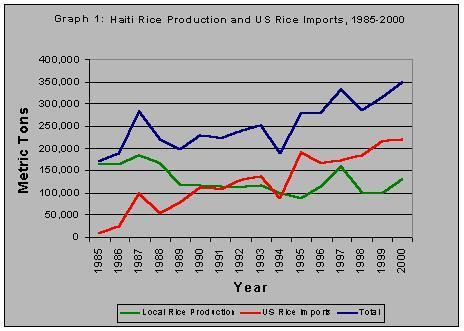 Graph 1: Haiti Rice Production and US Rice Imports, 1985-2000
400,000
350,000
300,000
250,000
200,000
150,000
100,000
50,000
0
Metric Tons
1985 1986 1987 1988 1989 1990 1991 1992 1993 1994 1995 1996 1997 1998 1999 2000
Year
Local Rice Production US Rice Imports Total